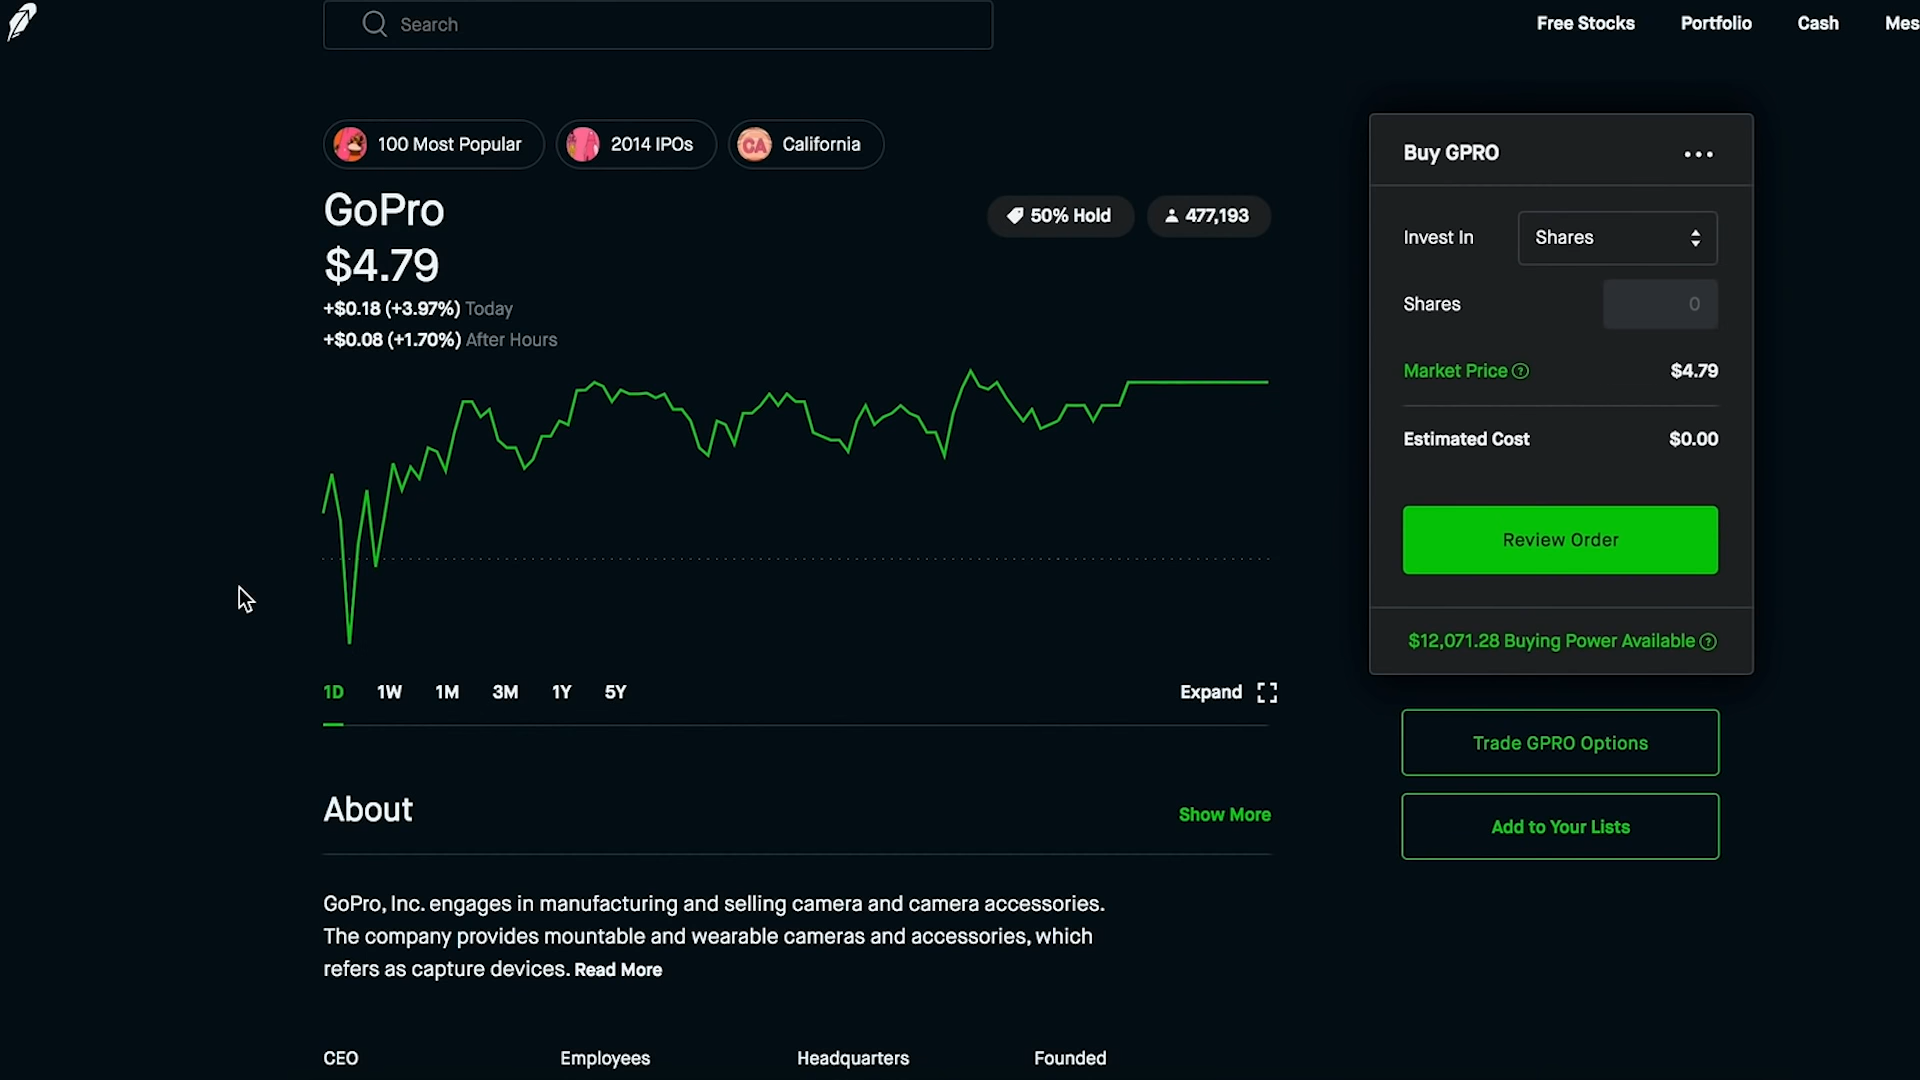 Search
Free Stocks
Portfolio
Cash
Mes
100 Most Popular
2014 IPOs
CA
California
GoPro
$4.79
+$0.18 (+3.97%) Today
+$0.08 (+1.70%) After Hours
50% Hold
477,193
1D 1W 1M 3M 1Y 5Y
Expand
About
Show More
GoPro, Inc. engages in manufacturing and selling camera and camera accessories.
The company provides mountable and wearable cameras and accessories, which
refers as capture devices. Read More
CEO
Employees
Headquarters
Founded
Buy GPRO
Invest In
Shares
Shares
0
Market Price ?
$4.79
Estimated Cost
$0.00
Review Order
$12,071.28 Buying Power Available ?
Trade GPRO Options
Add to Your Lists